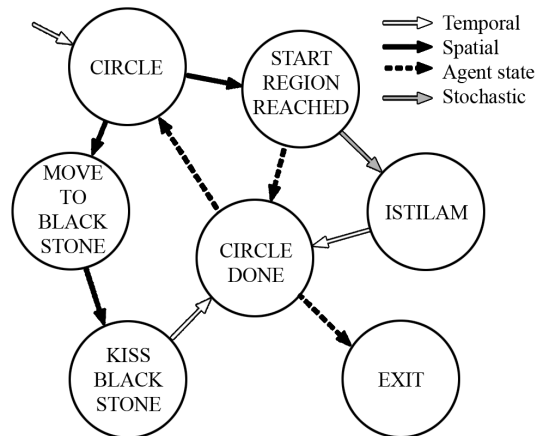 CIRCLE
START
REGION
REACHED
Temporal
Spatial
Agent state
Stochastic
MOVE
TO
BLACK
STONE
CIRCLE
DONE
ISTILAM
KISS
BLACK
STONE
EXIT